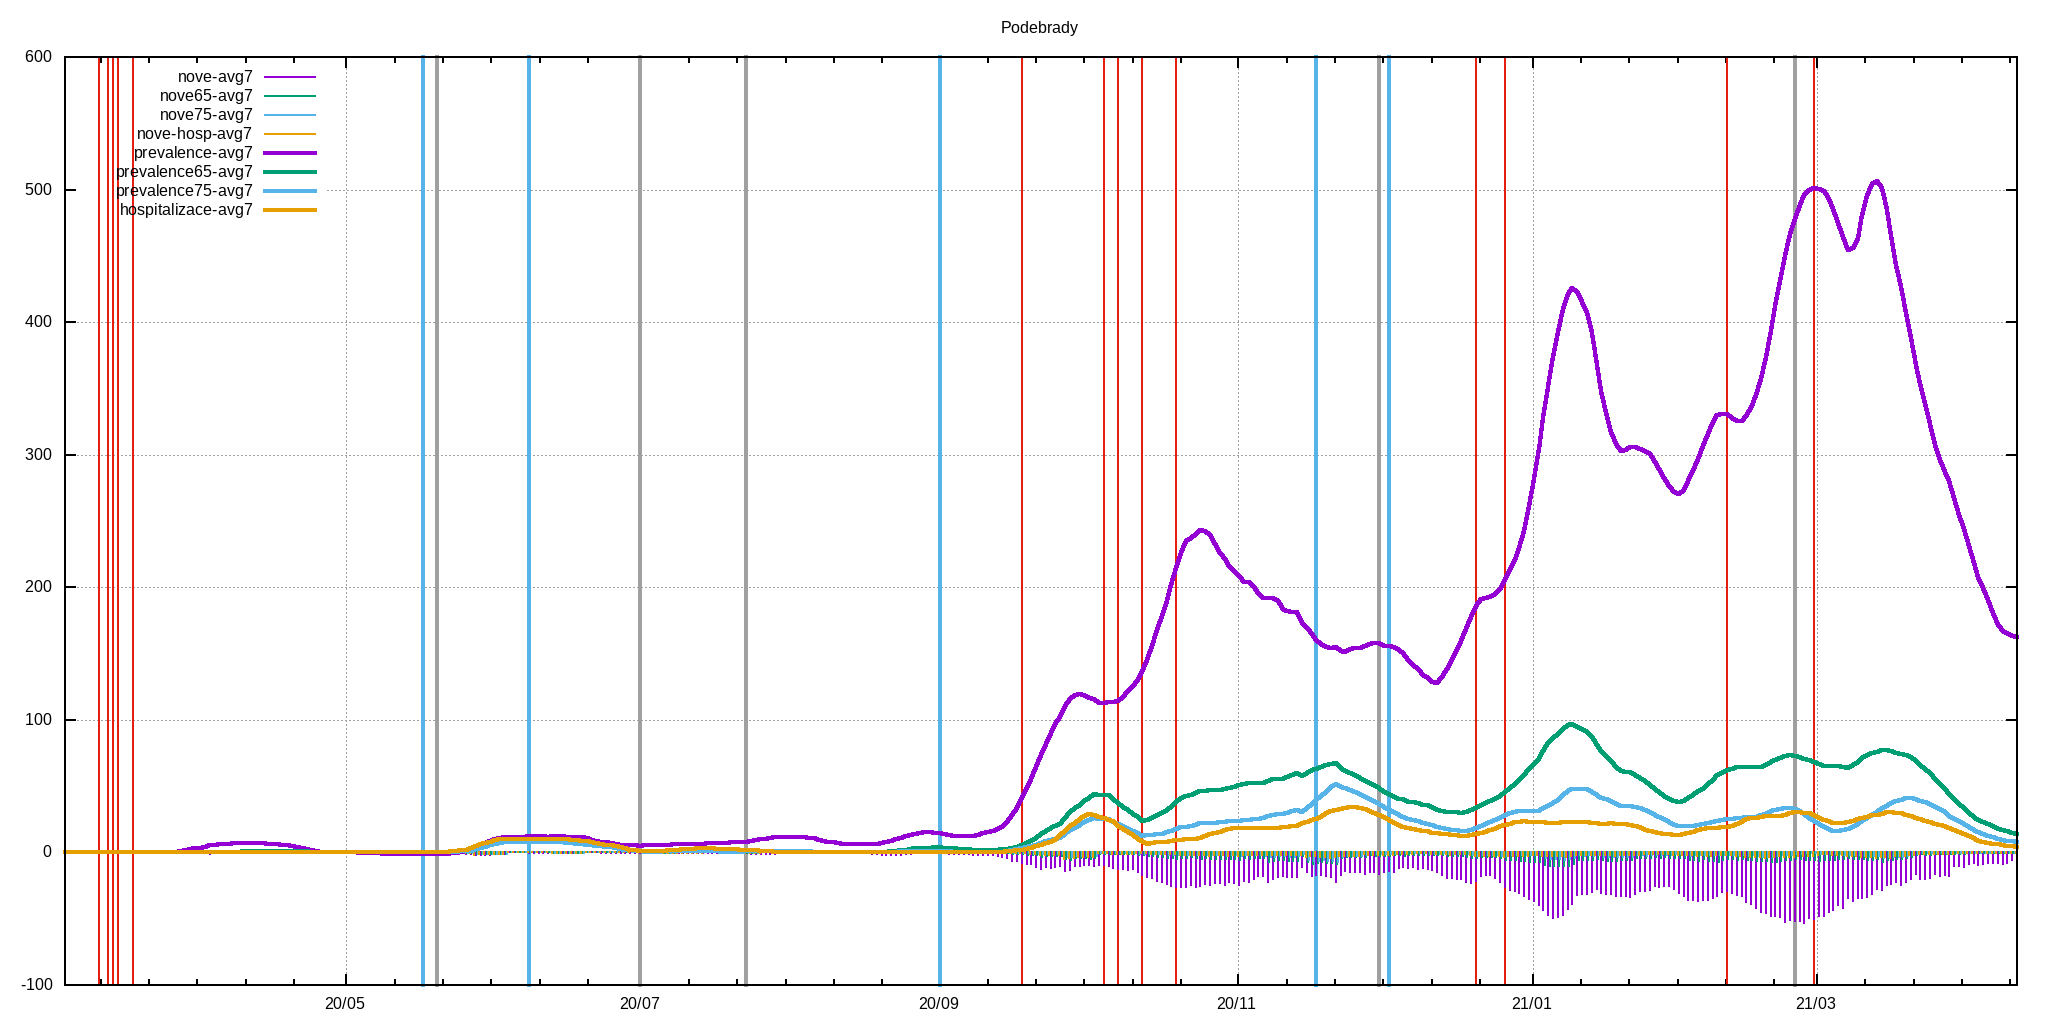 Podebrady
600
500
400
300
200
100
0
-100
nove-avg7
nove65-avg7
nove75-avg7
nove-hosp-avg7
prevalence-avg7
prevalence65-avg7
prevalence75-avg7
hospitalizace-avg7
20/05 20/07 20/09 20/11 21/01 21/03